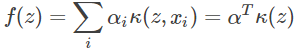 f(z) = ∑_i α_i κ(z, x_i) = α^T κ(z)